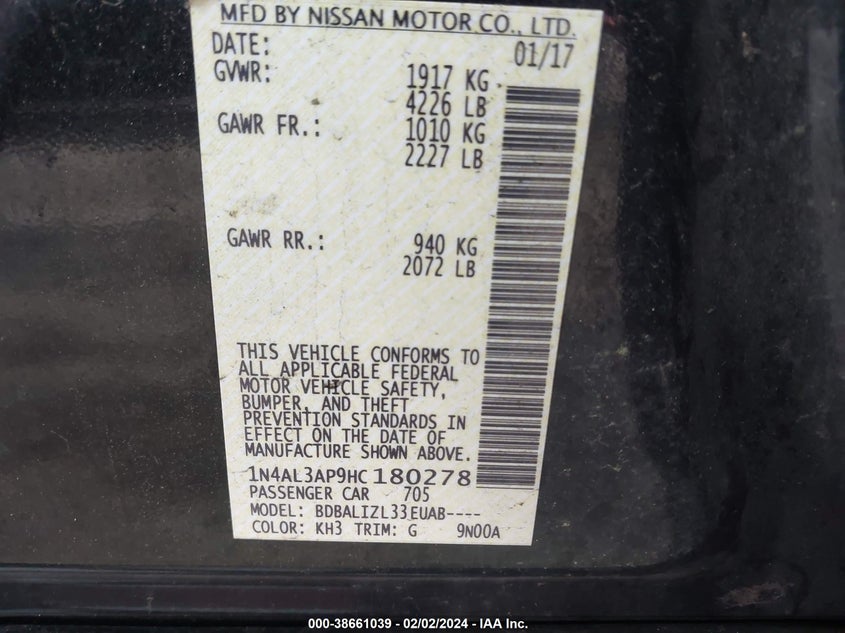 MFD BY NISSAN MOTOR CO., LTD.
DATE: 01/17
GVWR: 1917 KG
4226 LB
GAWR FR.: 1010 KG
2227 LB
GAWR RR.: 940 KG
2072 LB
THIS VEHICLE CONFORMS TO
ALL APPLICABLE FEDERAL
MOTOR VEHICLE SAFETY,
BUMPER, AND THEFT
PREVENTION STANDARDS IN
EFFECT ON THE DATE OF
MANUFACTURE SHOWN ABOVE.
1N4AL3AP9HC180278
PASSENGER CAR 705
MODEL: BDBALIZL33EUAB----
COLOR: KH3 TRIM: G 9N00A
000-38661039 - 02/02/2024 - IAA Inc.